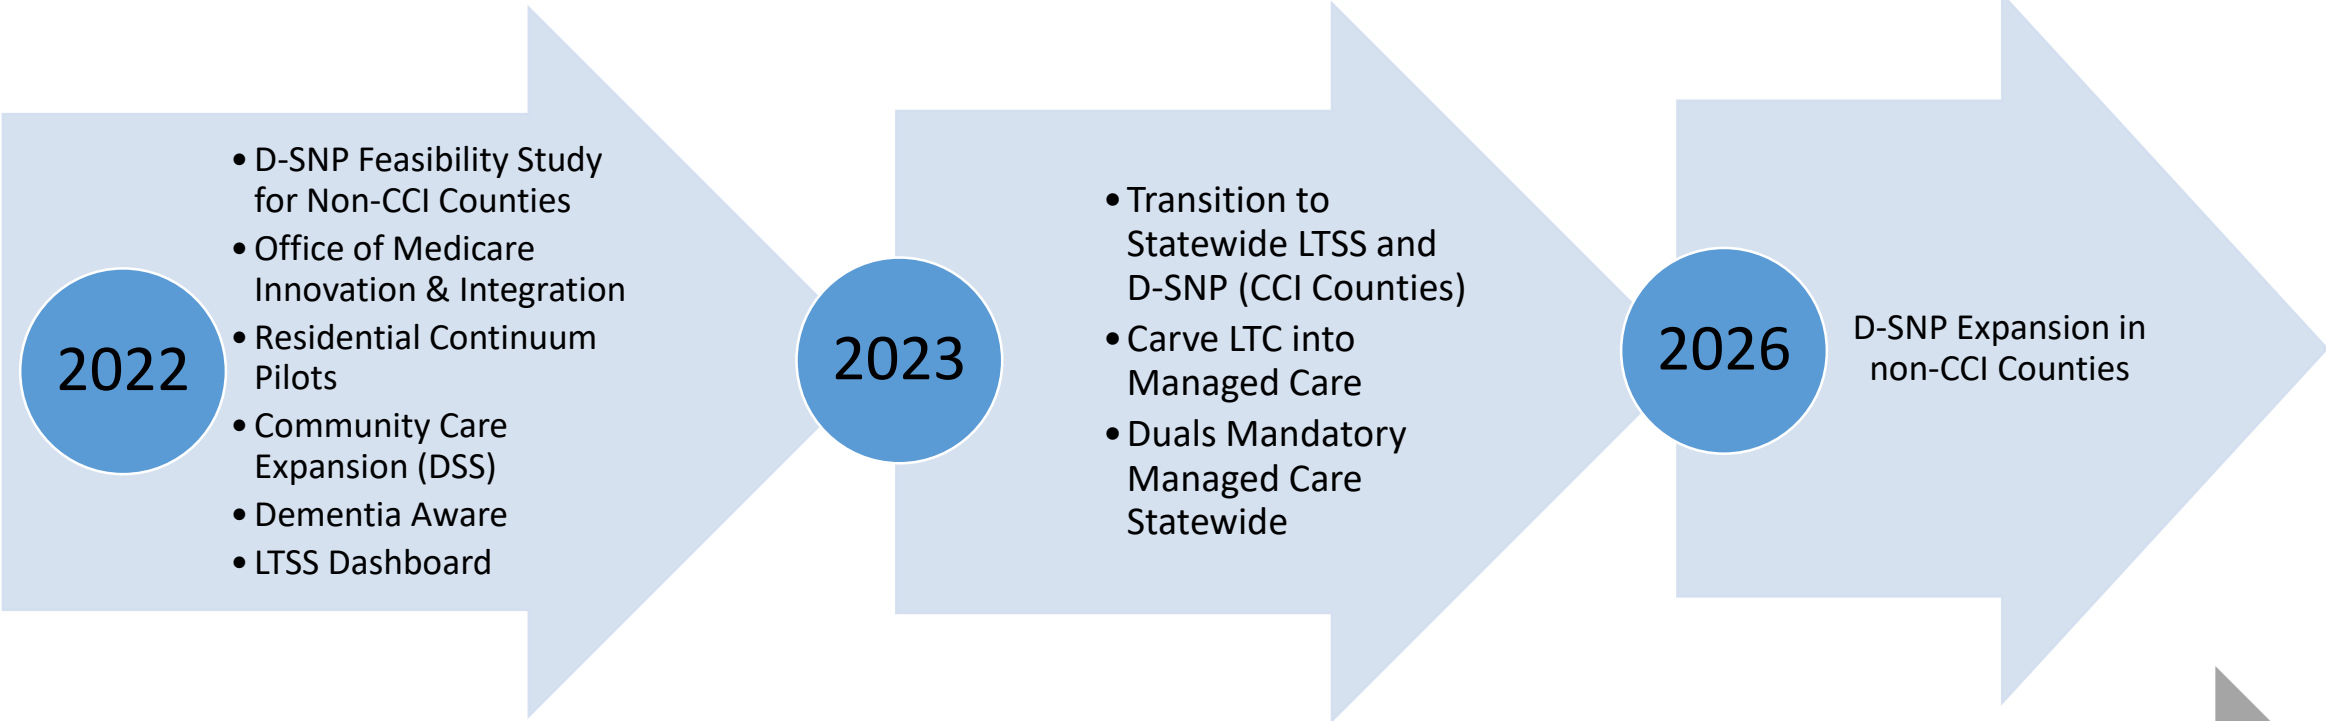 2022
• D-SNP Feasibility Study
for Non-CCI Counties
• Office of Medicare
Innovation & Integration
• Residential Continuum
Pilots
• Community Care
Expansion (DSS)
• Dementia Aware
• LTSS Dashboard
2023
• Transition to
Statewide LTSS and
D-SNP (CCI Counties)
• Carve LTC into
Managed Care
• Duals Mandatory
Managed Care
Statewide
2026
D-SNP Expansion in
non-CCI Counties